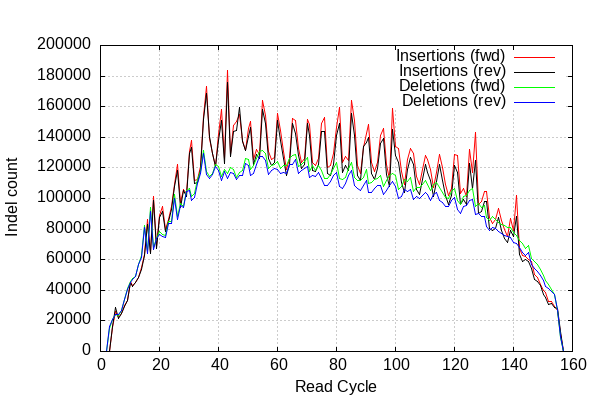 200000
180000
160000
140000
120000
100000
80000
60000
40000
20000
0
Indel count
Insertions (fwd)
Insertions (rev)
Deletions (fwd)
Deletions (rev)
0 20 40 60 80 100 120 140 160
Read Cycle